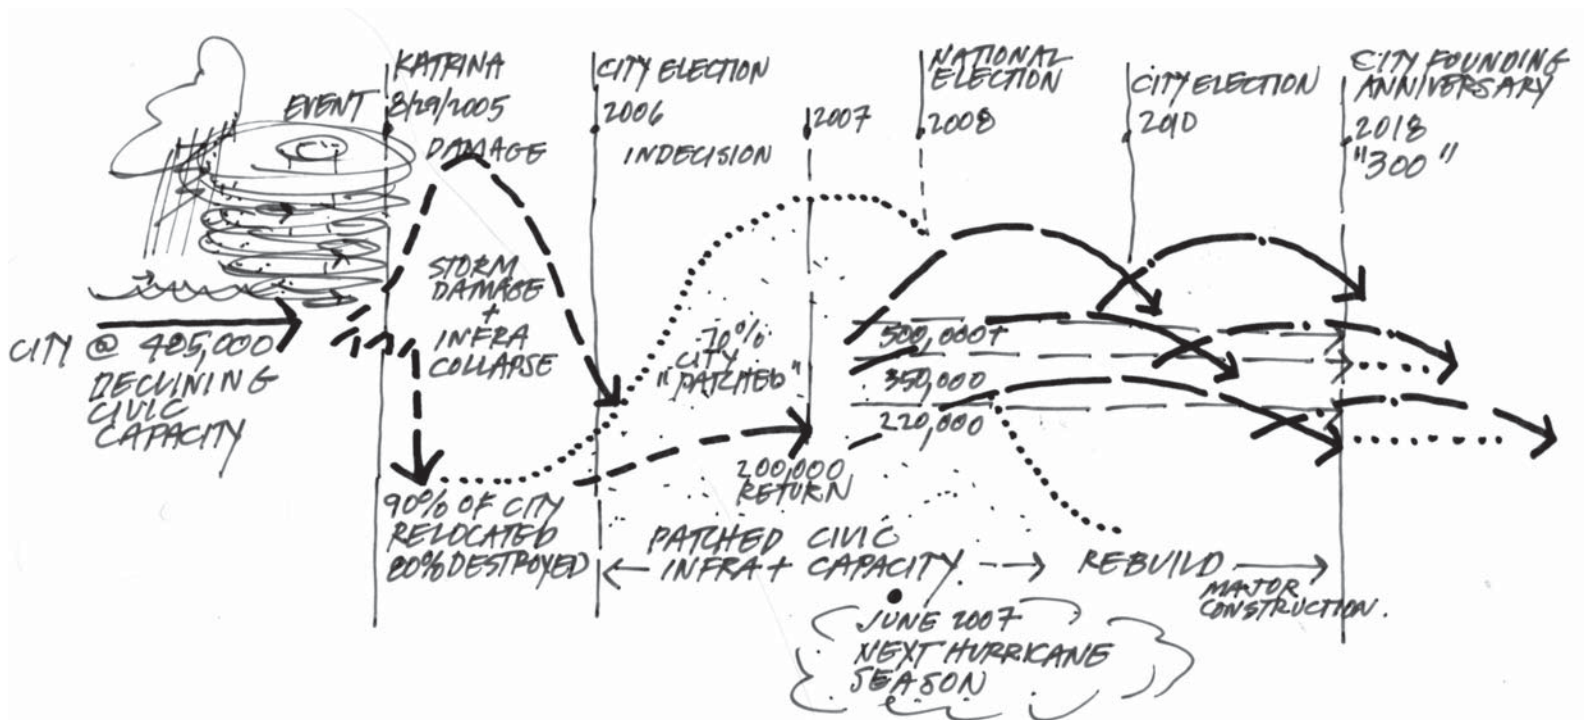 EVENT
KATRINA
8/29/2005
DAMAGE
CITY ELECTION
2006
INDECISION
2007
NATIONAL
ELECTION
2008
CITY ELECTION
2010
CITY FOUNDING
ANNIVERSARY
2018
"300"
CITY @ 485,000
DECLINING
CIVIC
CAPACITY
STORM
DAMAGE
+
INFRA
COLLAPSE
70%
CITY
"PATCHED"
500,000+
350,000
220,000
200,000
RETURN
90% OF CITY
RELOCATED
80% DESTROYED
PATCHED CIVIC
INFRA + CAPACITY
REBUILD
MAJOR
CONSTRUCTION.
JUNE 2007
NEXT HURRICANE
SEASON